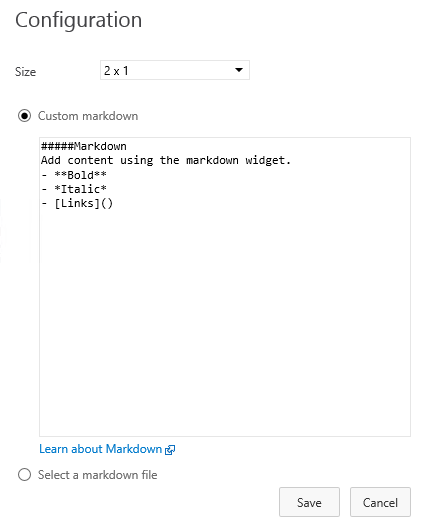 Configuration
Size
2 x 1
Custom markdown
#####Markdown
Add content using the markdown widget.
- **Bold**
- *Italic*
- [Links]()
Learn about Markdown
Select a markdown file
Save Cancel